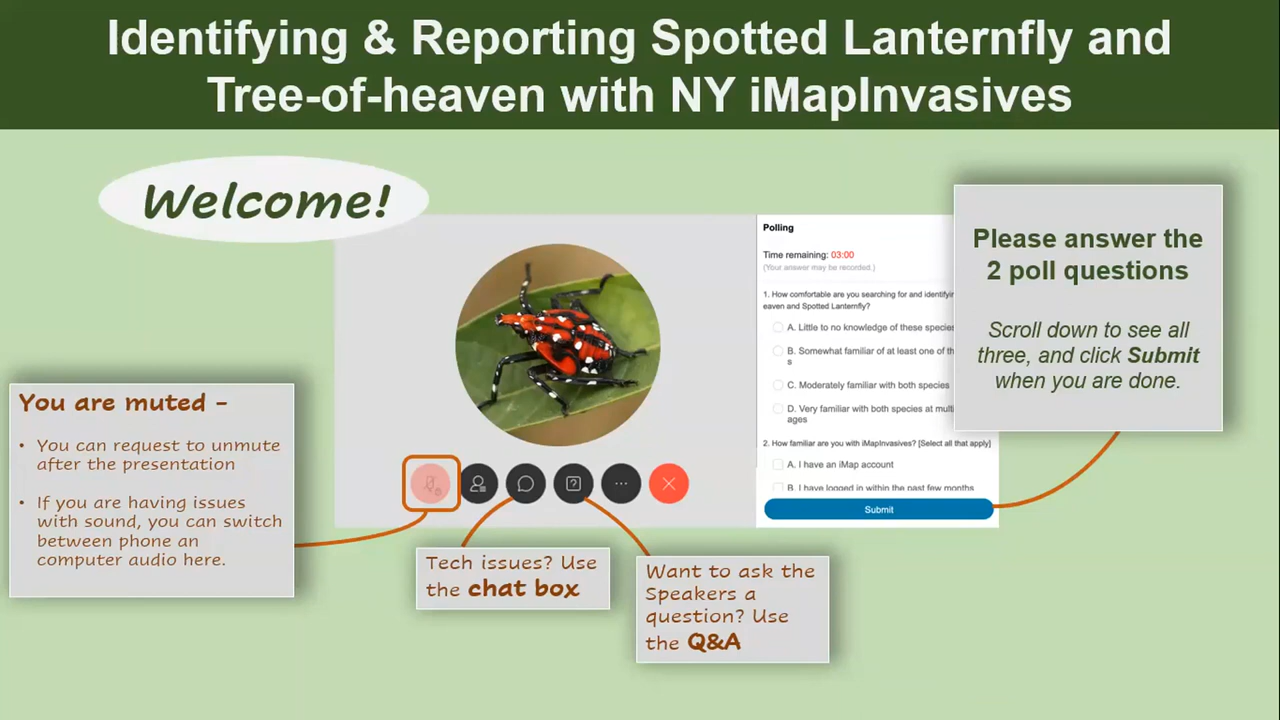 Identifying & Reporting Spotted Lanternfly and
Tree-of-heaven with NY iMapInvasives
Welcome!
You are muted -
• You can request to unmute
after the presentation
• If you are having issues
with sound, you can switch
between phone an
computer audio here.
Tech issues? Use
the chat box
Want to ask the
Speakers a
question? Use
the Q&A
Polling
Time remaining: 03:00
(Your answer may be recorded.)
1. How comfortable are you searching for and identifyin
eaven and Spotted Lanternfly?
A. Little to no knowledge of these species
B. Somewhat familiar of at least one of th
s
C. Moderately familiar with both species
D. Very familiar with both species at multi
ages
2. How familiar are you with iMapInvasives? [Select all that apply]
A. I have an iMap account
B. I have logged in within the past few months
Submit
Please answer the
2 poll questions
Scroll down to see all
three, and click Submit
when you are done.